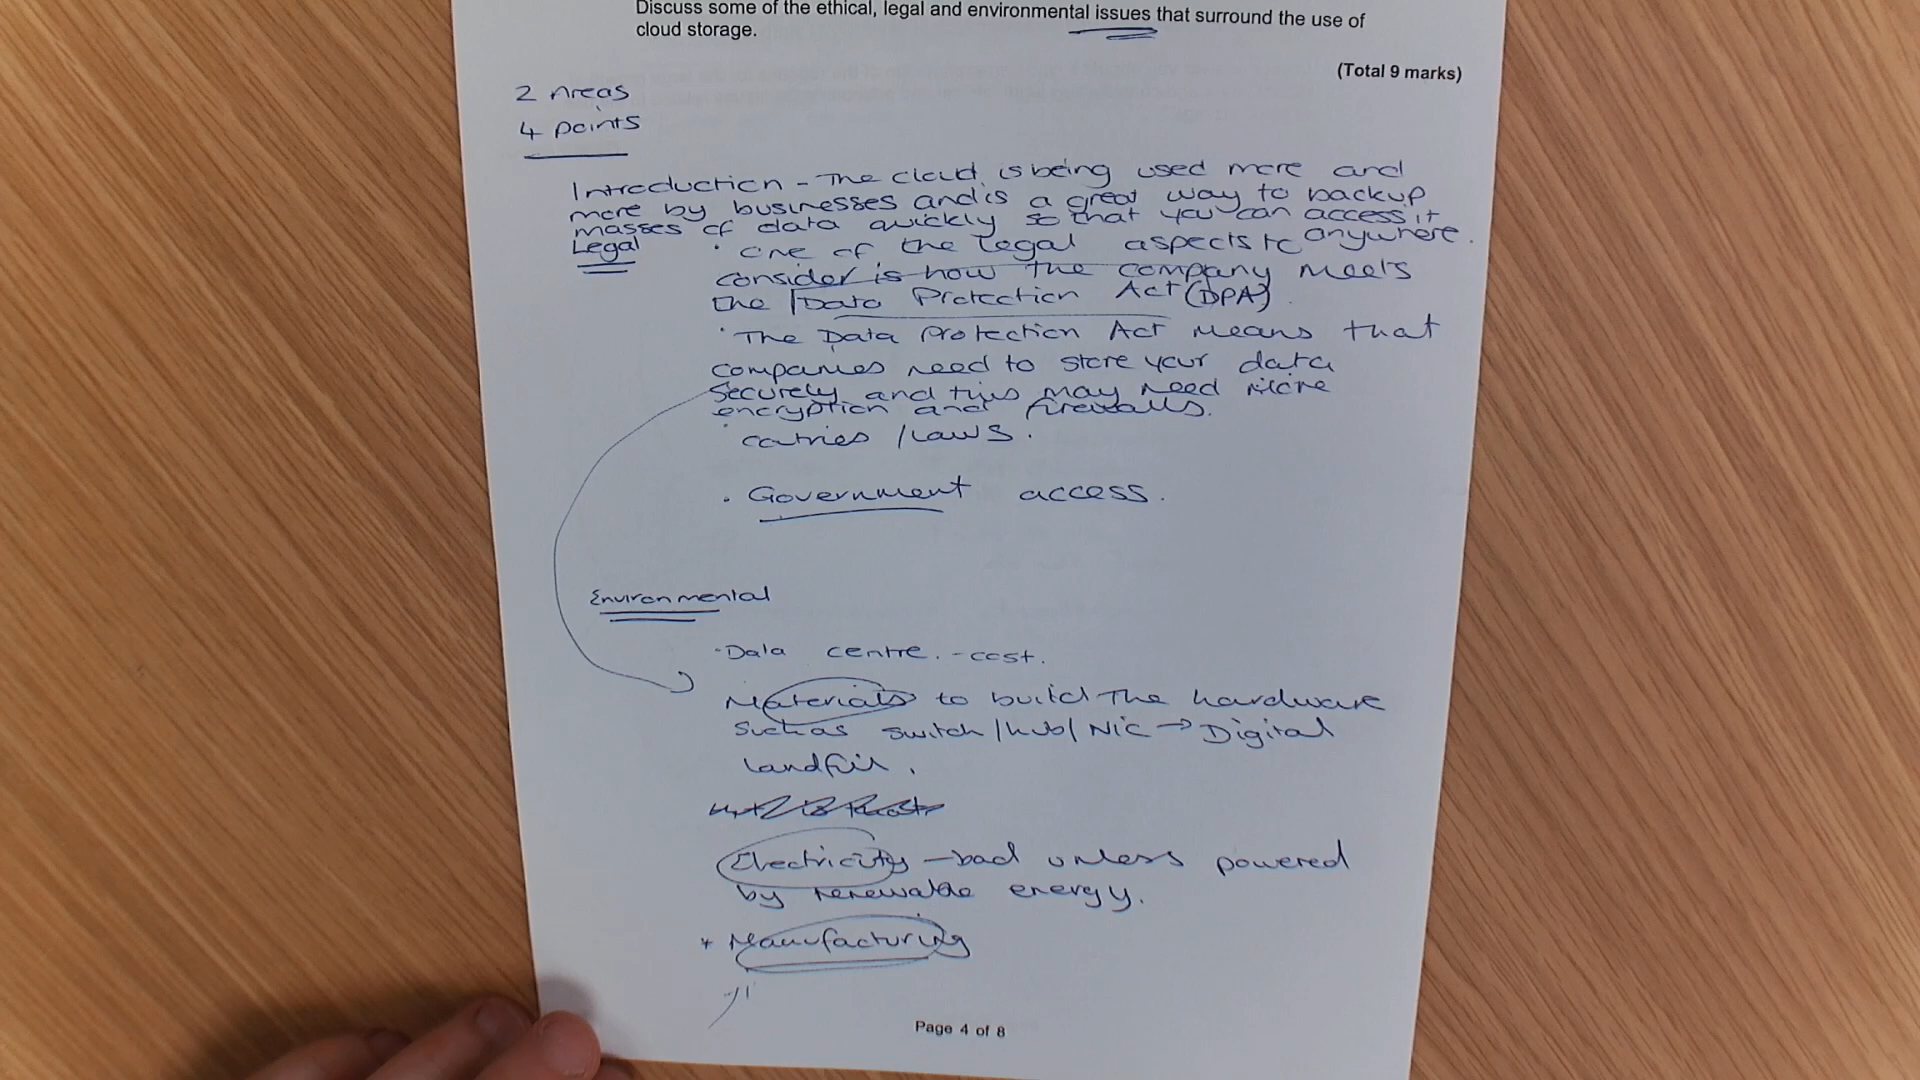 Discuss some of the ethical, legal and environmental issues that surround the use of
cloud storage.
(Total 9 marks)
2 Areas
4 points
Introduction - The cloud is being used more and
more by businesses and is a great way to backup
masses of data quickly so that you can access it
anywhere.
Legal
· one of the legal aspects to
consider is how the company meets
the Data Protection Act (DPA).
· The Data Protection Act means that
companies need to store your data
securely and this may need more
encryption and firewalls.
· coutries / Laws.
· Government access.
Environmental
· Data centre. - cost.
Materials to build the hardware
such as switch/hub/NIC → Digital
landfill.
Electricity - bad unless powered
by renewable energy.
* Manufacturing
Page 4 of 8